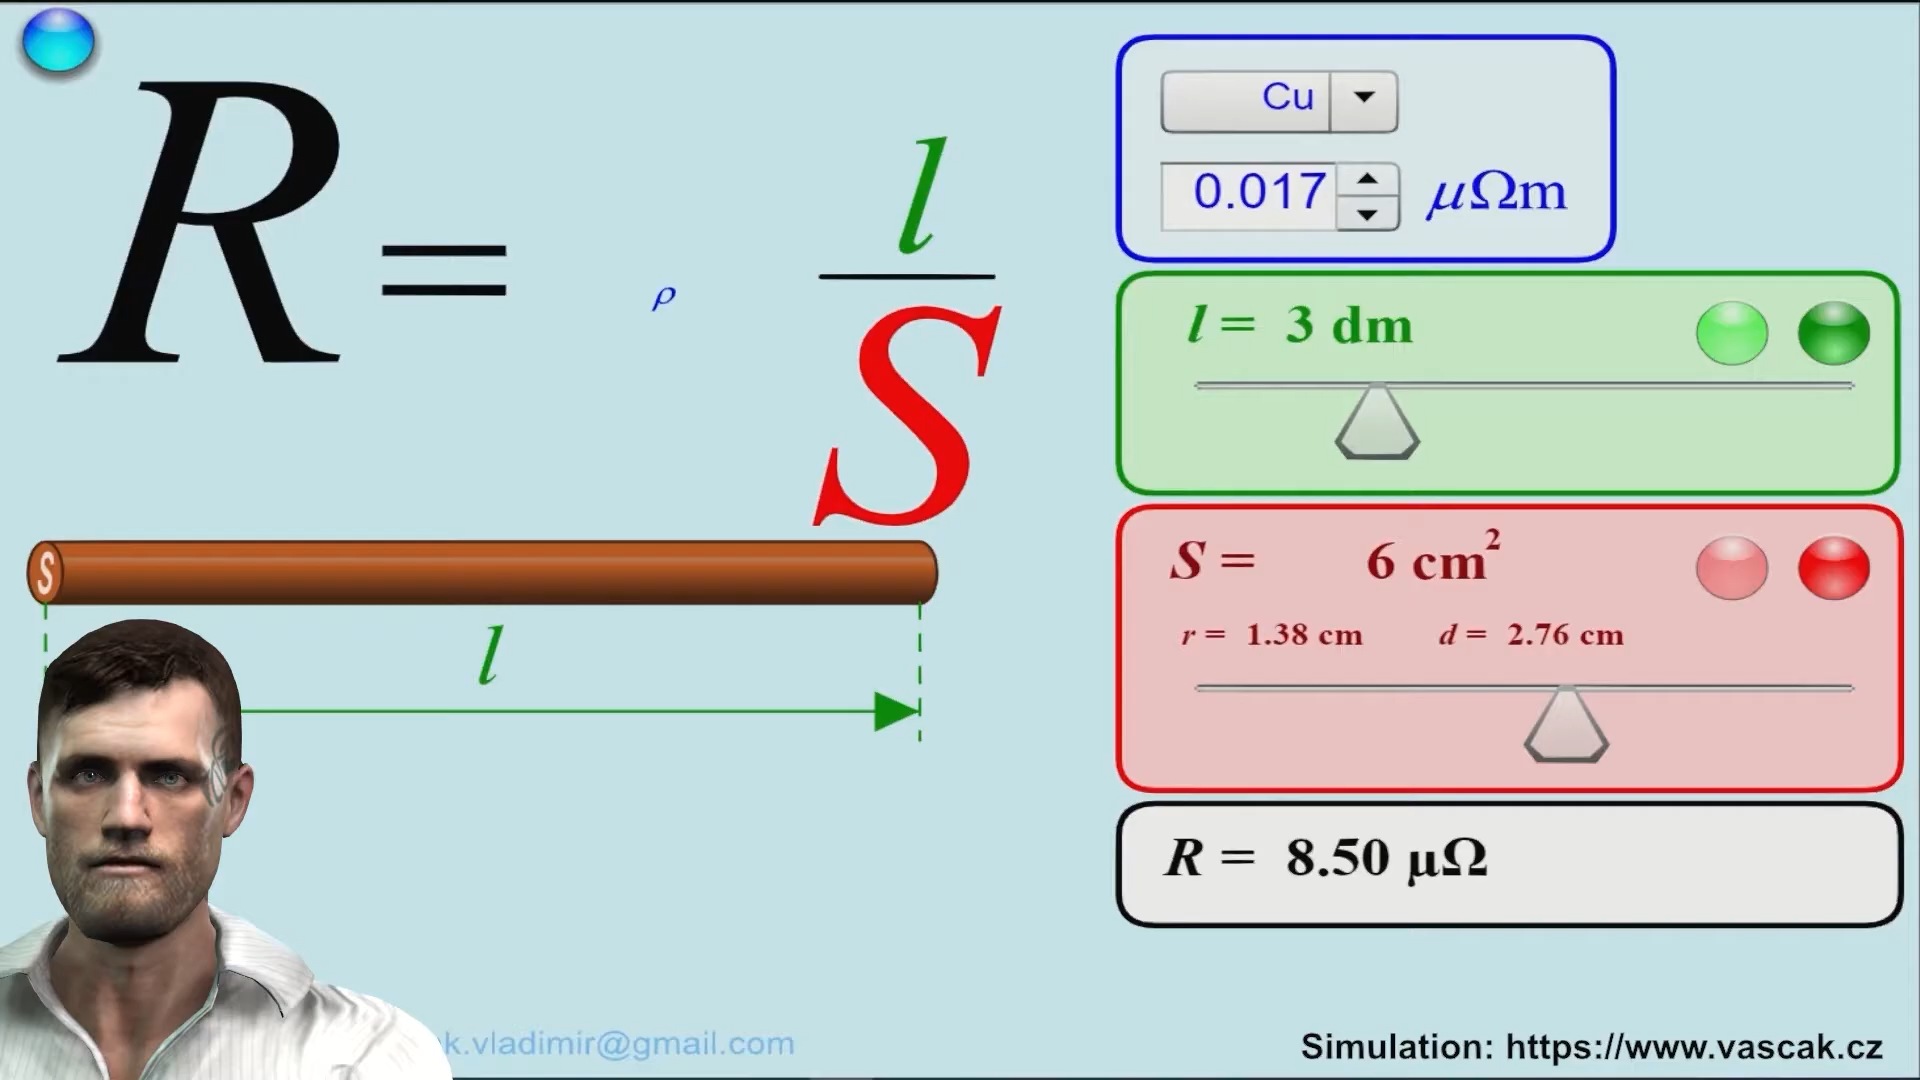 R = ρ l / S
Cu
0.017 μΩm
l = 3 dm
S = 6 cm²
r = 1.38 cm d = 2.76 cm
S
l
R = 8.50 μΩ
k.vladimir@gmail.com
Simulation: https://www.vascak.cz